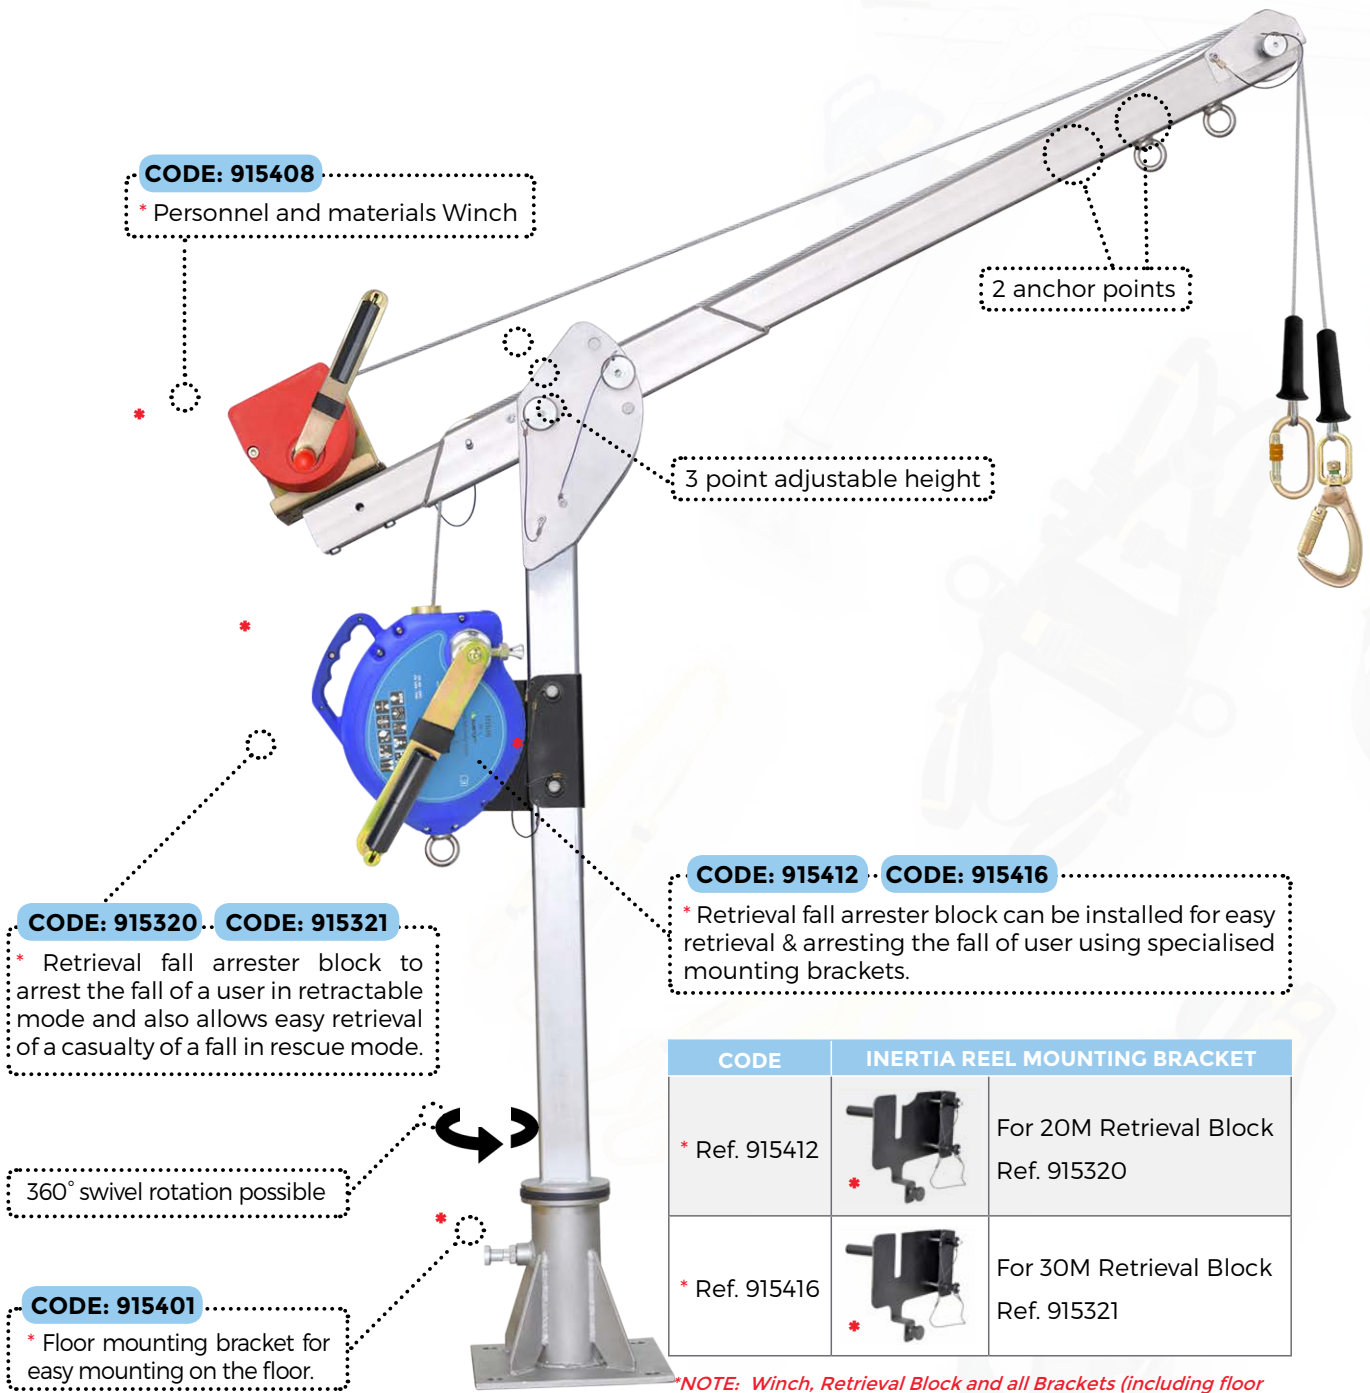 CODE: 915408
* Personnel and materials Winch
2 anchor points
3 point adjustable height
CODE: 915412 CODE: 915416
* Retrieval fall arrester block can be installed for easy
retrieval & arresting the fall of user using specialised
mounting brackets.
CODE: 915320 CODE: 915321
* Retrieval fall arrester block to
arrest the fall of a user in retractable
mode and also allows easy retrieval
of a casualty of a fall in rescue mode.
CODE INERTIA REEL MOUNTING BRACKET
* Ref. 915412
For 20M Retrieval Block
Ref. 915320
* Ref. 915416
For 30M Retrieval Block
Ref. 915321
360° swivel rotation possible
CODE: 915401
* Floor mounting bracket for
easy mounting on the floor.
*NOTE: Winch, Retrieval Block and all Brackets (including floor